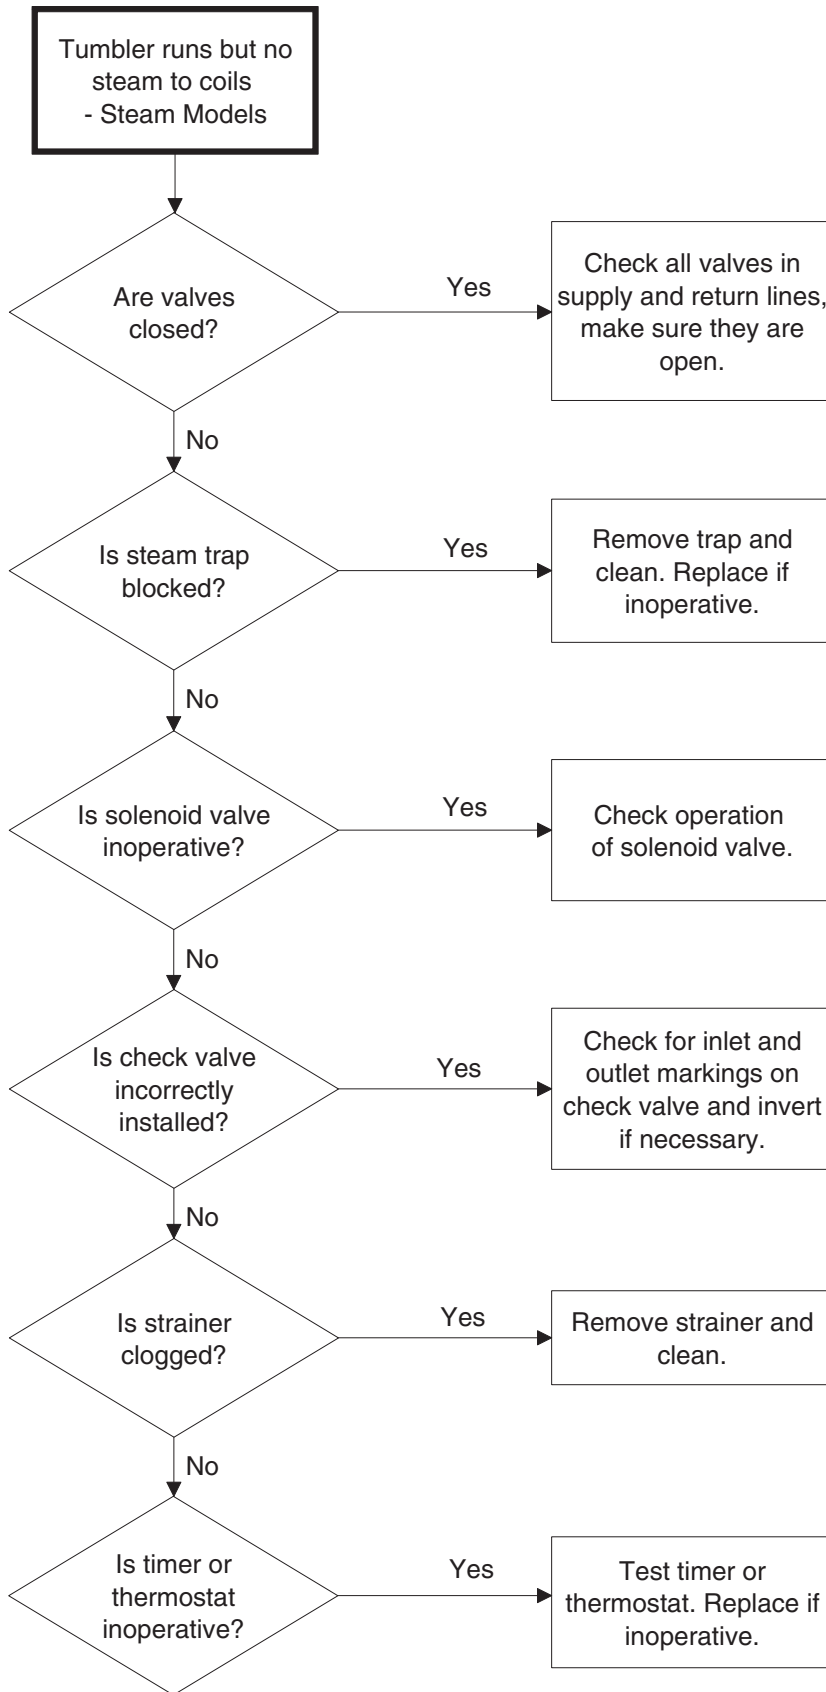 Tumbler runs but no
steam to coils
- Steam Models
Are valves
closed?
Yes
Check all valves in
supply and return lines,
make sure they are
open.
No
Is steam trap
blocked?
Yes
Remove trap and
clean. Replace if
inoperative.
No
Is solenoid valve
inoperative?
Yes
Check operation
of solenoid valve.
No
Is check valve
incorrectly
installed?
Yes
Check for inlet and
outlet markings on
check valve and invert
if necessary.
No
Is strainer
clogged?
Yes
Remove strainer and
clean.
No
Is timer or
thermostat
inoperative?
Yes
Test timer or
thermostat. Replace if
inoperative.